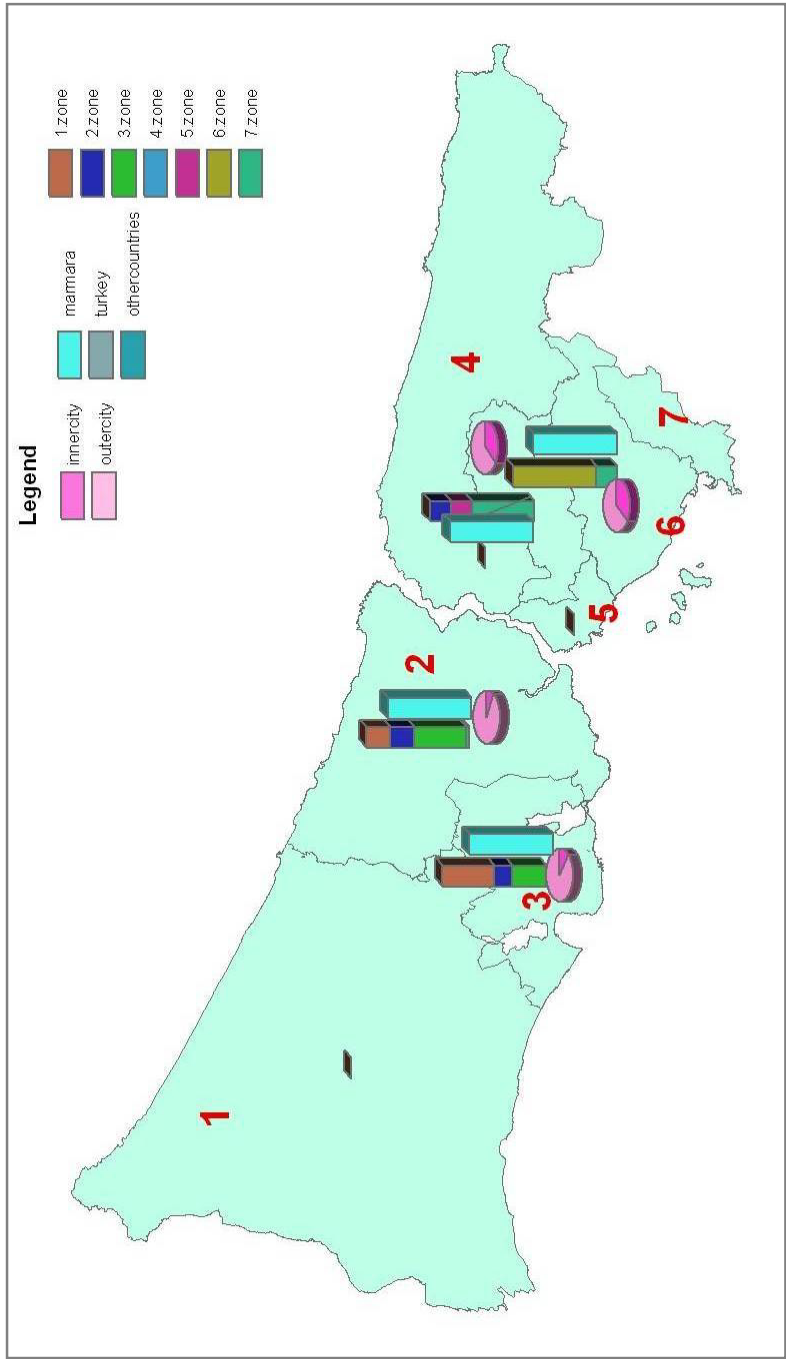 Legend
innercity
outercity
marmara
turkey
othercountries
1.zone
2.zone
3.zone
4.zone
5.zone
6.zone
7.zone
1
2
3
4
5
6
7